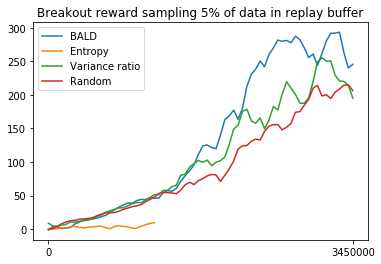 Breakout reward sampling 5% of data in replay buffer
300
250
200
150
100
50
0
BALD
Entropy
Variance ratio
Random
0
3450000